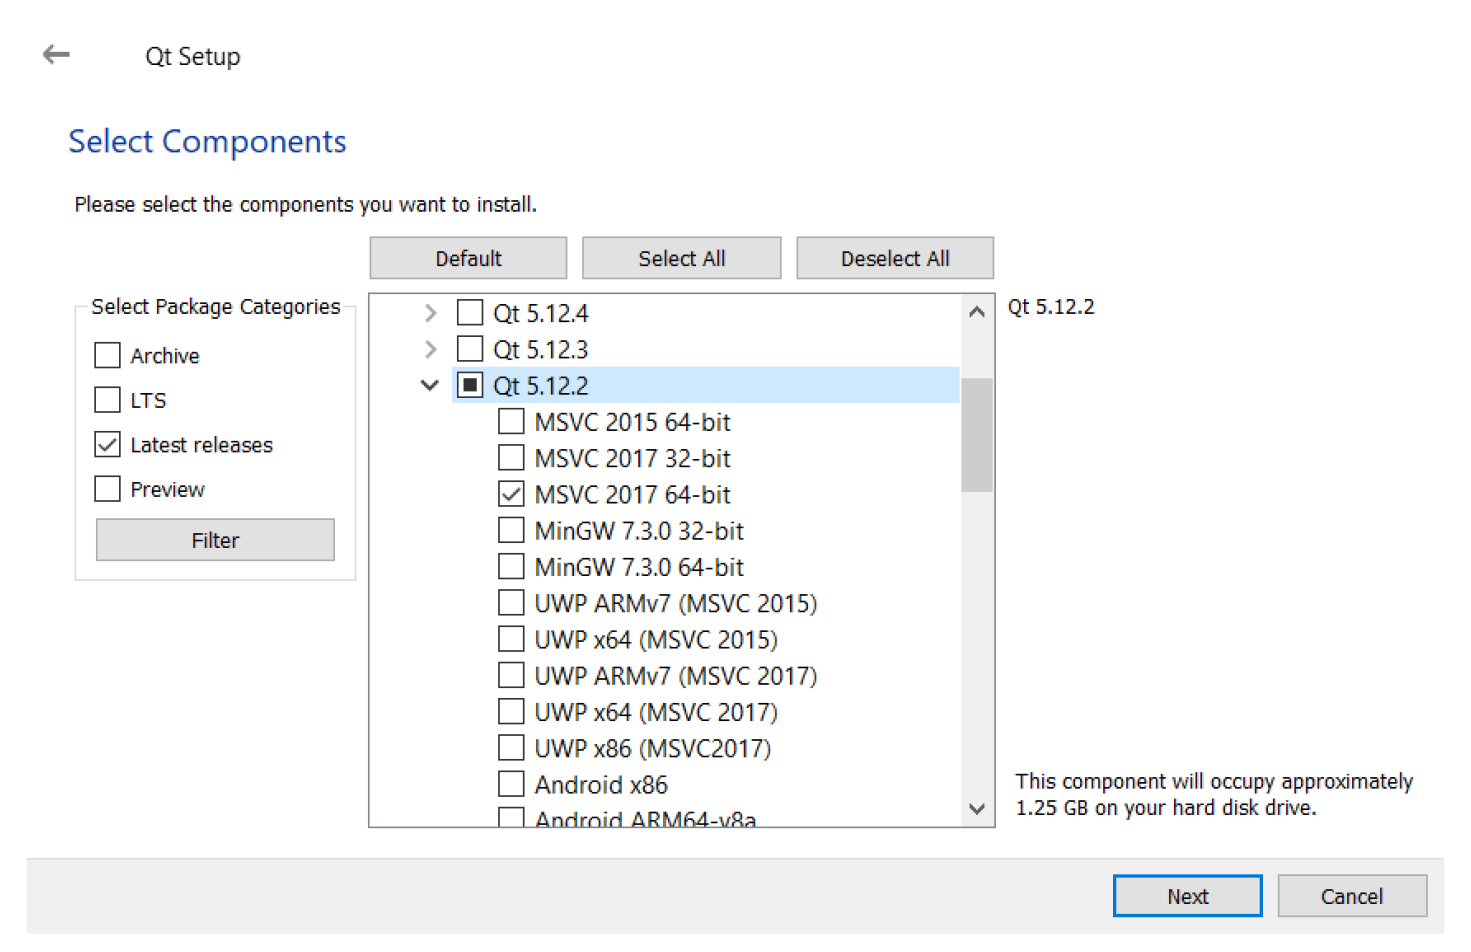 Qt Setup
Select Components
Please select the components you want to install.
Default
Select All
Deselect All
Select Package Categories
Archive
LTS
Latest releases
Preview
Filter
Qt 5.12.4
Qt 5.12.3
Qt 5.12.2
MSVC 2015 64-bit
MSVC 2017 32-bit
MSVC 2017 64-bit
MinGW 7.3.0 32-bit
MinGW 7.3.0 64-bit
UWP ARMv7 (MSVC 2015)
UWP x64 (MSVC 2015)
UWP ARMv7 (MSVC 2017)
UWP x64 (MSVC 2017)
UWP x86 (MSVC2017)
Android x86
Android ARM64-v8a
Qt 5.12.2
This component will occupy approximately
1.25 GB on your hard disk drive.
Next
Cancel